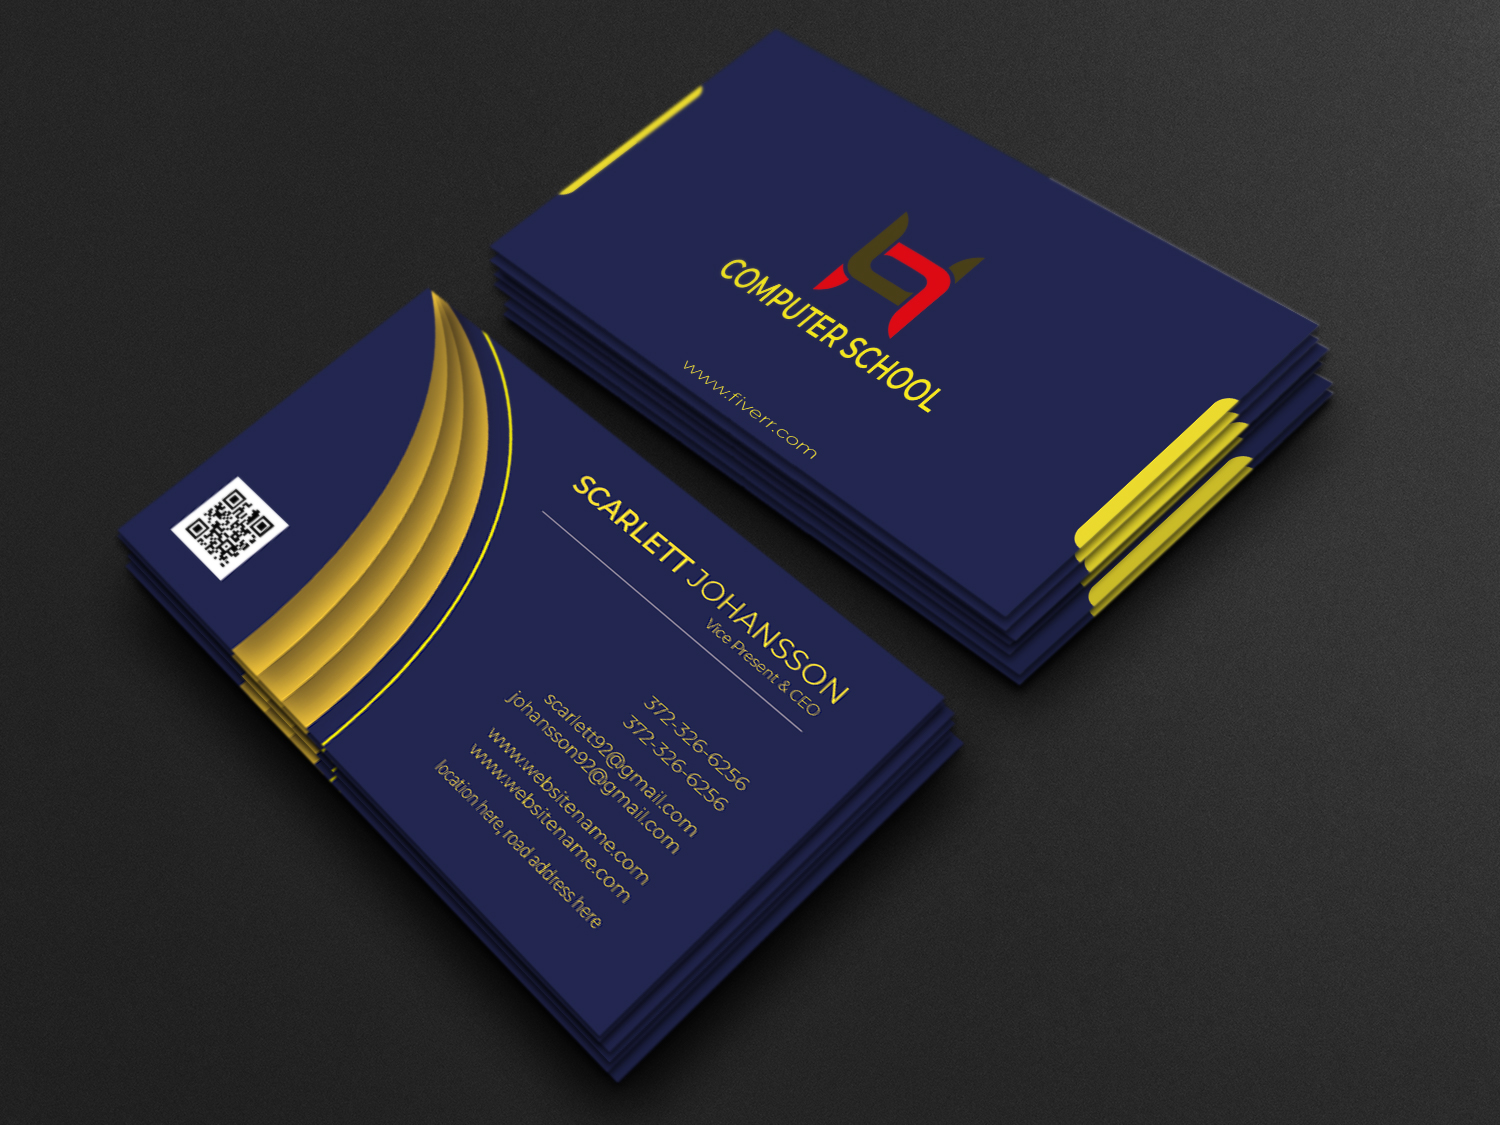 COMPUTER SCHOOL
www.fiverr.com
SCARLETT JOHANSSON
Vice Present & CEO
372-326-6256
372-326-6256
scarlett92@gmail.com
johansson92@gmail.com
www.websitename.com
www.websitename.com
location here, road address here